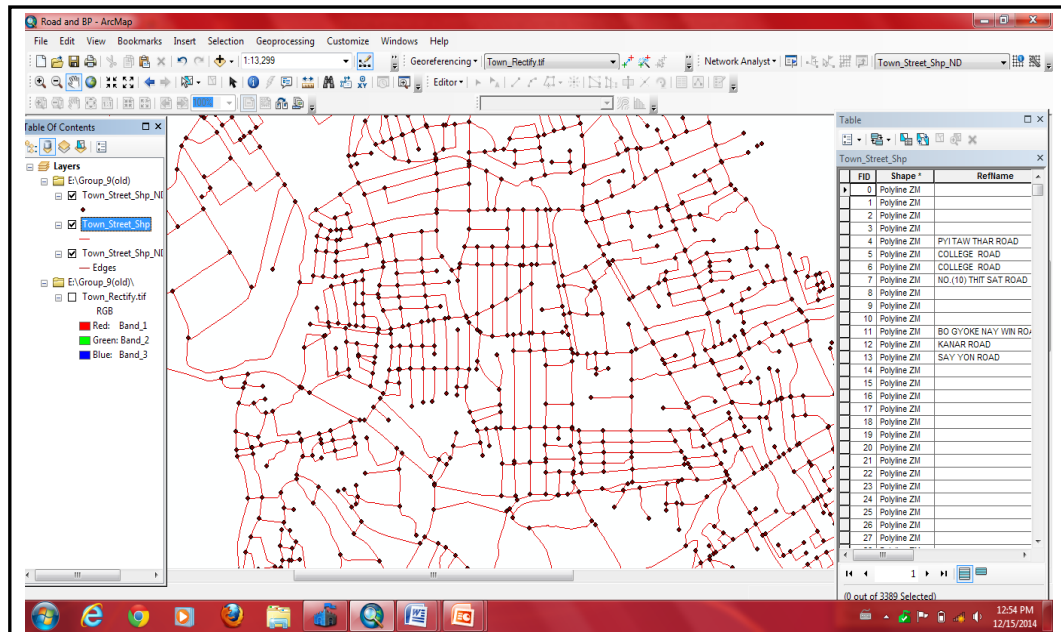 Road and BP - ArcMap
File Edit View Bookmarks Insert Selection Geoprocessing Customize Windows Help
1:13,299 Georeferencing Town_Rectify.tif Network Analyst Town_Street_Shp_ND
Editor
100%
Table Of Contents
Layers
E:\Group_9(old)
Town_Street_Shp_NI
Town_Street_Shp
Town_Street_Shp_NI
Edges
E:\Group_9(old)\
Town_Rectify.tif
RGB
Red: Band_1
Green: Band_2
Blue: Band_3
Table
Town_Street_Shp
FID Shape * RefName
0 Polyline ZM
1 Polyline ZM
2 Polyline ZM
3 Polyline ZM
4 Polyline ZM PYI TAW THAR ROAD
5 Polyline ZM COLLEGE ROAD
6 Polyline ZM COLLEGE ROAD
7 Polyline ZM NO.(10) THIT SAT ROAD
8 Polyline ZM
9 Polyline ZM
10 Polyline ZM
11 Polyline ZM BO GYOKE NAY WIN ROA
12 Polyline ZM KANAR ROAD
13 Polyline ZM SAY YON ROAD
14 Polyline ZM
15 Polyline ZM
16 Polyline ZM
17 Polyline ZM
18 Polyline ZM
19 Polyline ZM
20 Polyline ZM
21 Polyline ZM
22 Polyline ZM
23 Polyline ZM
24 Polyline ZM
25 Polyline ZM
26 Polyline ZM
27 Polyline ZM
1
(0 out of 3389 Selected)
12:54 PM
12/15/2014